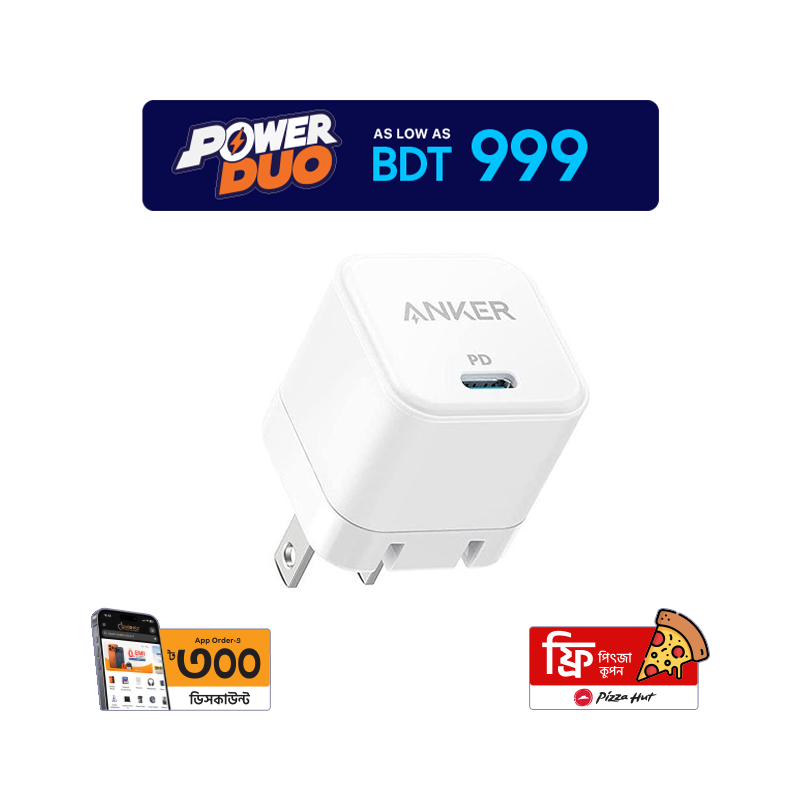 POWER
DUO
AS LOW AS
BDT 999
ANKER
PD
App Order-এ
৳৩০০
ডিসকাউন্ট
ফ্রি পিৎজা
কুপন
Pizza Hut